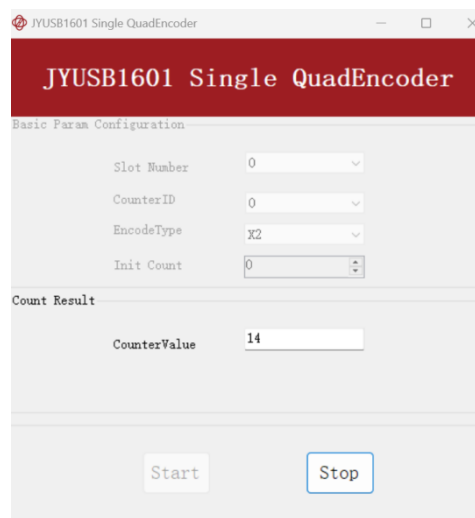 JYUSB1601 Single QuadEncoder
JYUSB1601 Single QuadEncoder
Basic Param Configuration
Slot Number 0
CounterID 0
EncodeType X2
Init Count 0
Count Result
CounterValue 14
Start Stop